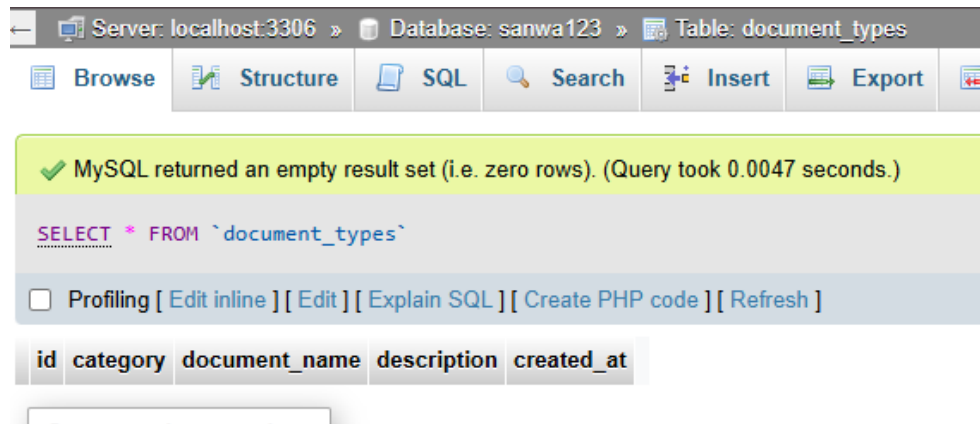 ← Server: localhost:3306 » Database: sanwa123 » Table: document_types
Browse Structure SQL Search Insert Export
MySQL returned an empty result set (i.e. zero rows). (Query took 0.0047 seconds.)
SELECT * FROM `document_types`
Profiling [ Edit inline ] [ Edit ] [ Explain SQL ] [ Create PHP code ] [ Refresh ]
id category document_name description created_at